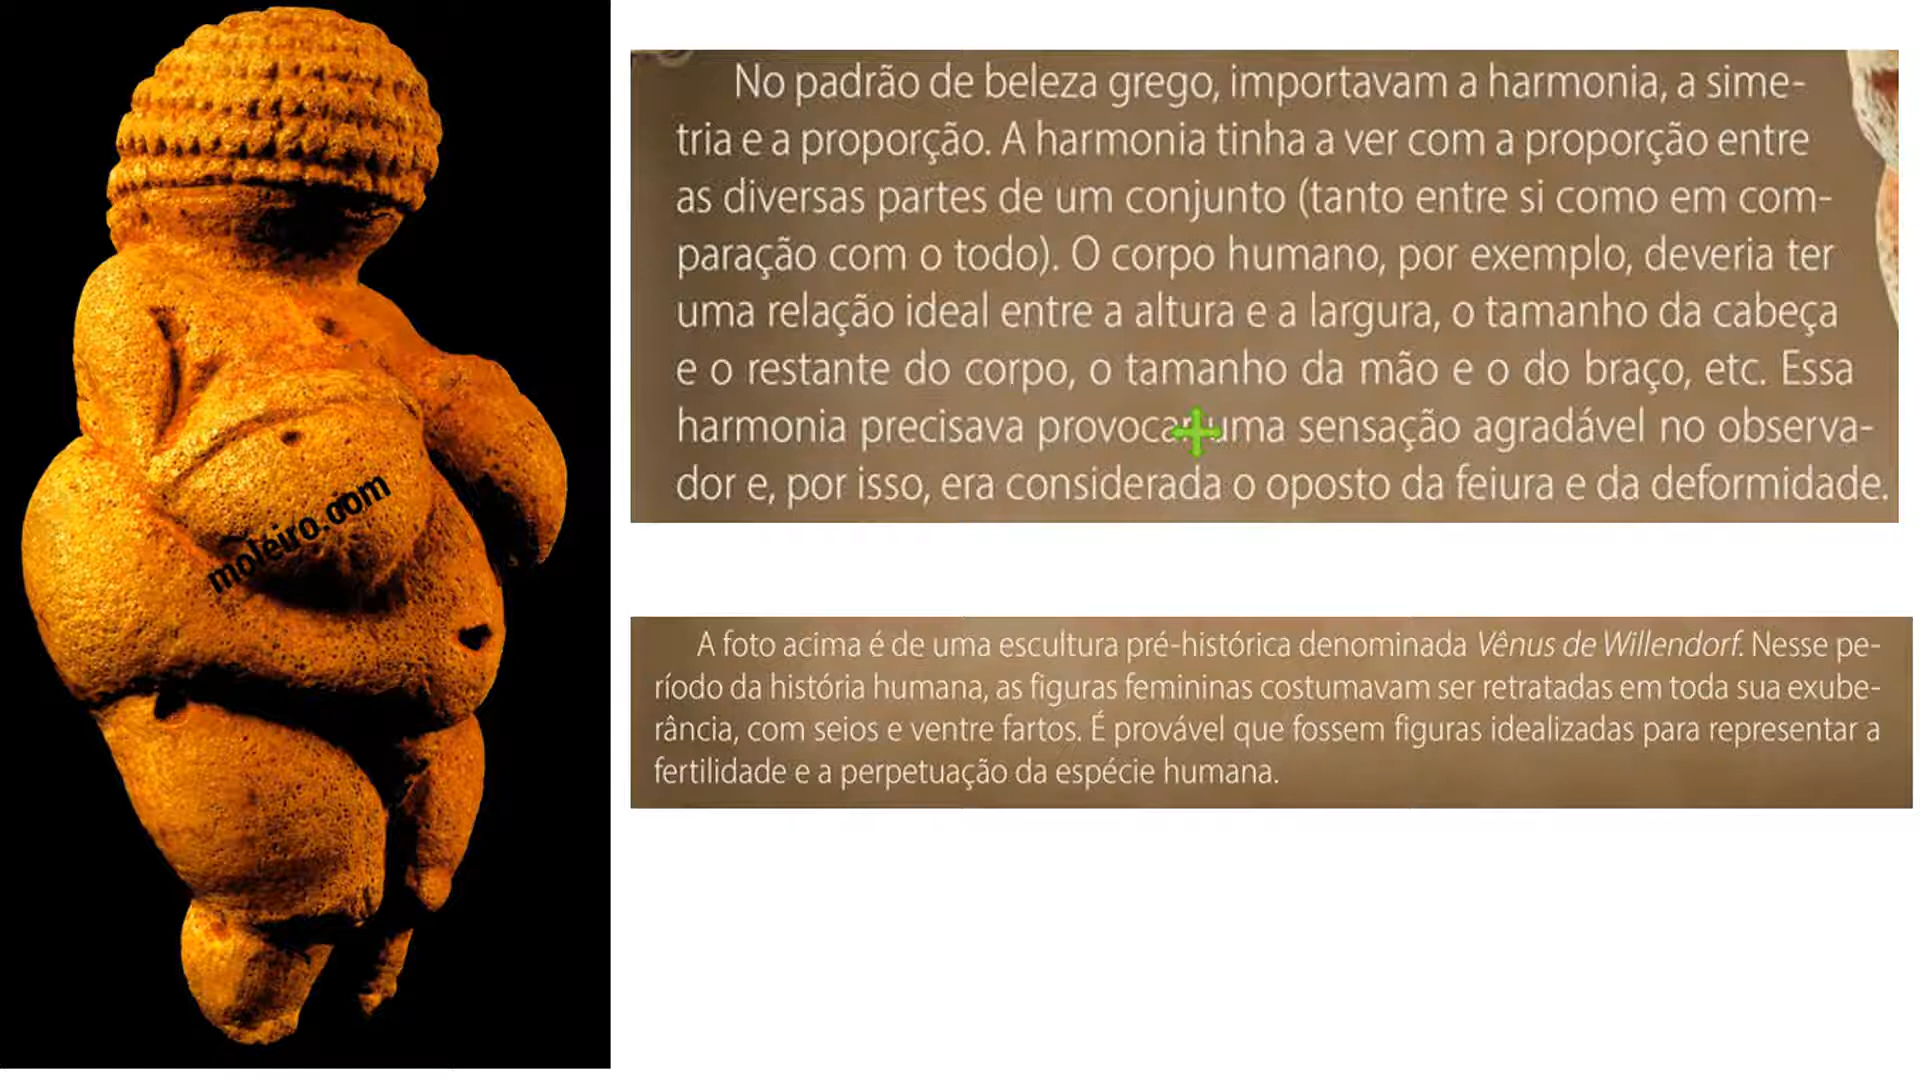 moleiro.com
No padrão de beleza grego, importavam a harmonia, a sime-
tria e a proporção. A harmonia tinha a ver com a proporção entre
as diversas partes de um conjunto (tanto entre si como em com-
paração com o todo). O corpo humano, por exemplo, deveria ter
uma relação ideal entre a altura e a largura, o tamanho da cabeça
e o restante do corpo, o tamanho da mão e o do braço, etc. Essa
harmonia precisava provocar uma sensação agradável no observa-
dor e, por isso, era considerada o oposto da feiura e da deformidade.
A foto acima é de uma escultura pré-histórica denominada Vênus de Willendorf. Nesse pe-
ríodo da história humana, as figuras femininas costumavam ser retratadas em toda sua exube-
rância, com seios e ventre fartos. É provável que fossem figuras idealizadas para representar a
fertilidade e a perpetuação da espécie humana.